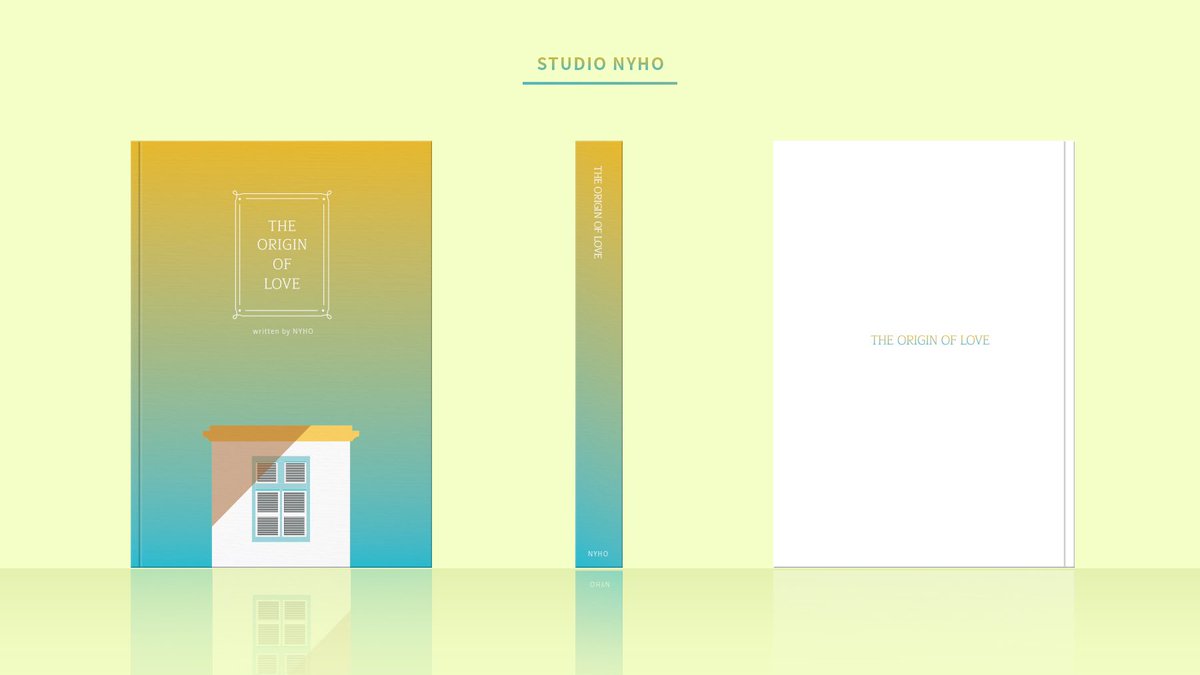 STUDIO NYHO
THE
ORIGIN
OF
LOVE
written by NYHO
THE ORIGIN OF LOVE
NYHO
THE ORIGIN OF LOVE